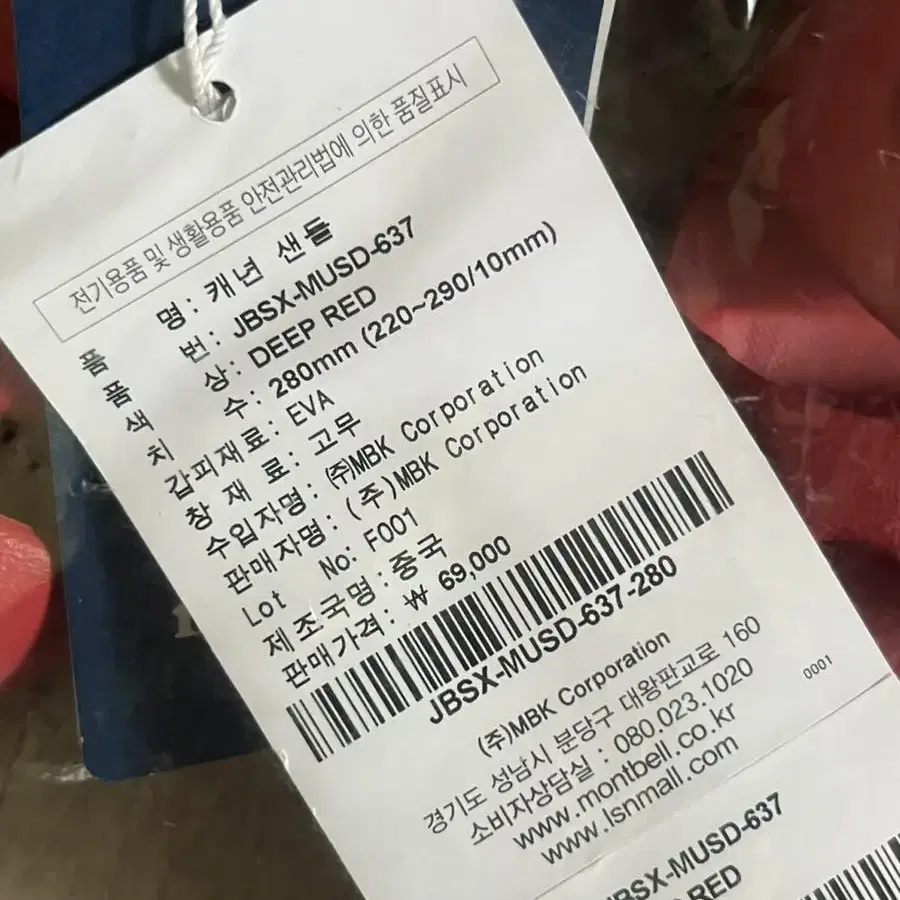 전기용품 및 생활용품 안전관리법에 의한 품질표시
품 명 : 캐년 샌들
품 번 : JBSX-MUSD-637
색 상 : DEEP RED
치 수 : 280mm (220~290/10mm)
갑피재료 : EVA
창 재 료 : 고무
수입자명 : ㈜MBK Corporation
판매자명 : (주)MBK Corporation
Lot No: F001
제조국명 : 중국
판매가격 : ₩ 69,000
JBSX-MUSD-637-280
(주)MBK Corporation
경기도 성남시 분당구 대왕판교로 160
소비자상담실 : 080.023.1020
www.montbell.co.kr
www.lsnmall.com
0001
JBSX-MUSD-637
RED